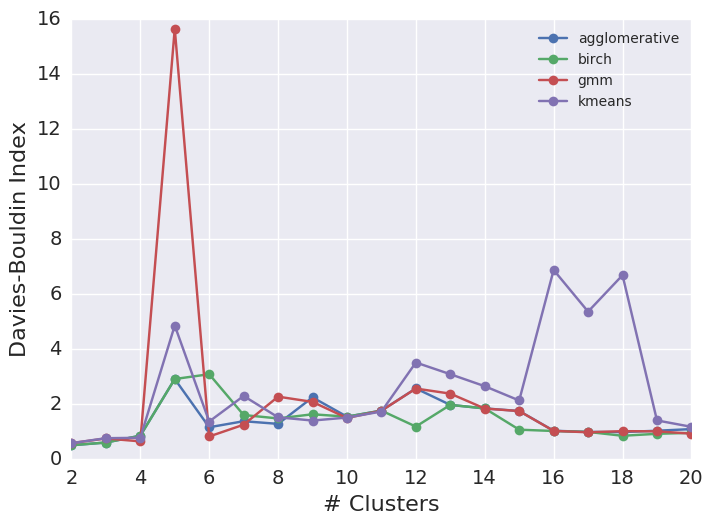 16
14
12
10
8
6
4
2
0
Davies-Bouldin Index
agglomerative
birch
gmm
kmeans
2 4 6 8 10 12 14 16 18 20
# Clusters